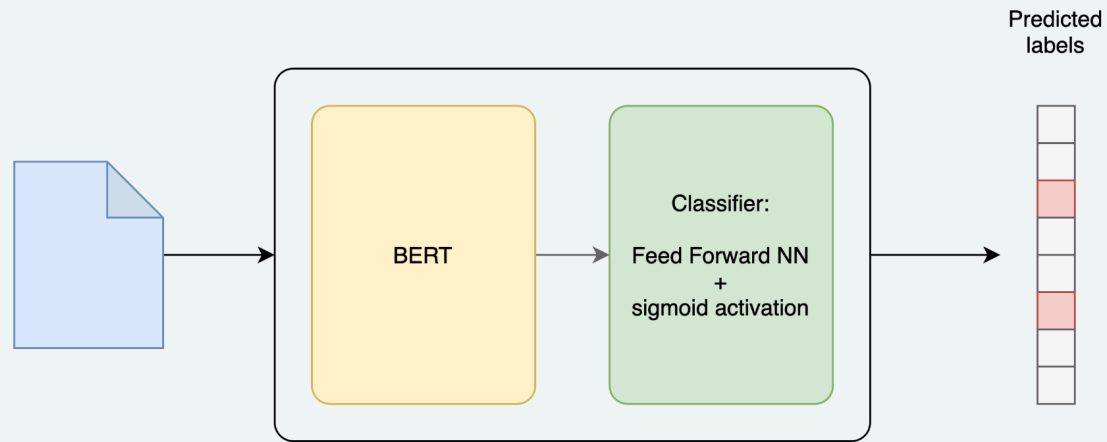 Predicted
labels
BERT
Classifier:
Feed Forward NN
+
sigmoid activation